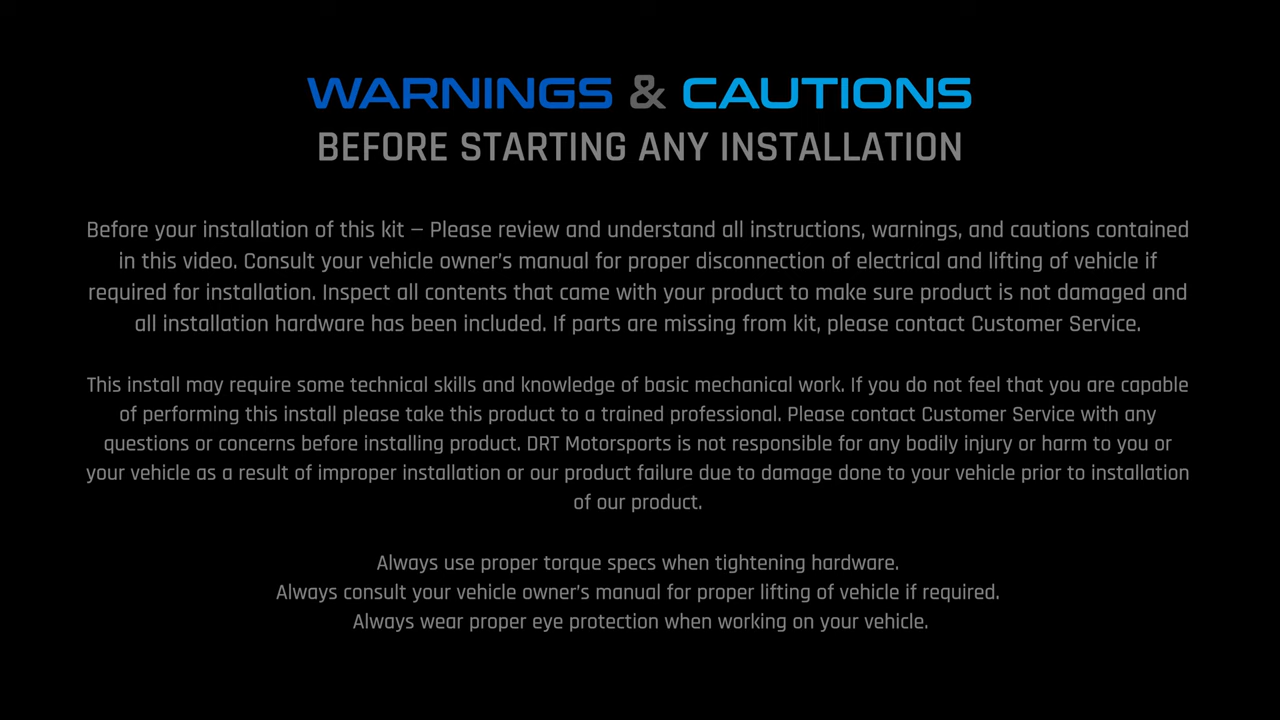 WARNINGS & CAUTIONS
BEFORE STARTING ANY INSTALLATION
Before your installation of this kit – Please review and understand all instructions, warnings, and cautions contained
in this video. Consult your vehicle owner's manual for proper disconnection of electrical and lifting of vehicle if
required for installation. Inspect all contents that came with your product to make sure product is not damaged and
all installation hardware has been included. If parts are missing from kit, please contact Customer Service.
This install may require some technical skills and knowledge of basic mechanical work. If you do not feel that you are capable
of performing this install please take this product to a trained professional. Please contact Customer Service with any
questions or concerns before installing product. DRT Motorsports is not responsible for any bodily injury or harm to you or
your vehicle as a result of improper installation or our product failure due to damage done to your vehicle prior to installation
of our product.
Always use proper torque specs when tightening hardware.
Always consult your vehicle owner's manual for proper lifting of vehicle if required.
Always wear proper eye protection when working on your vehicle.